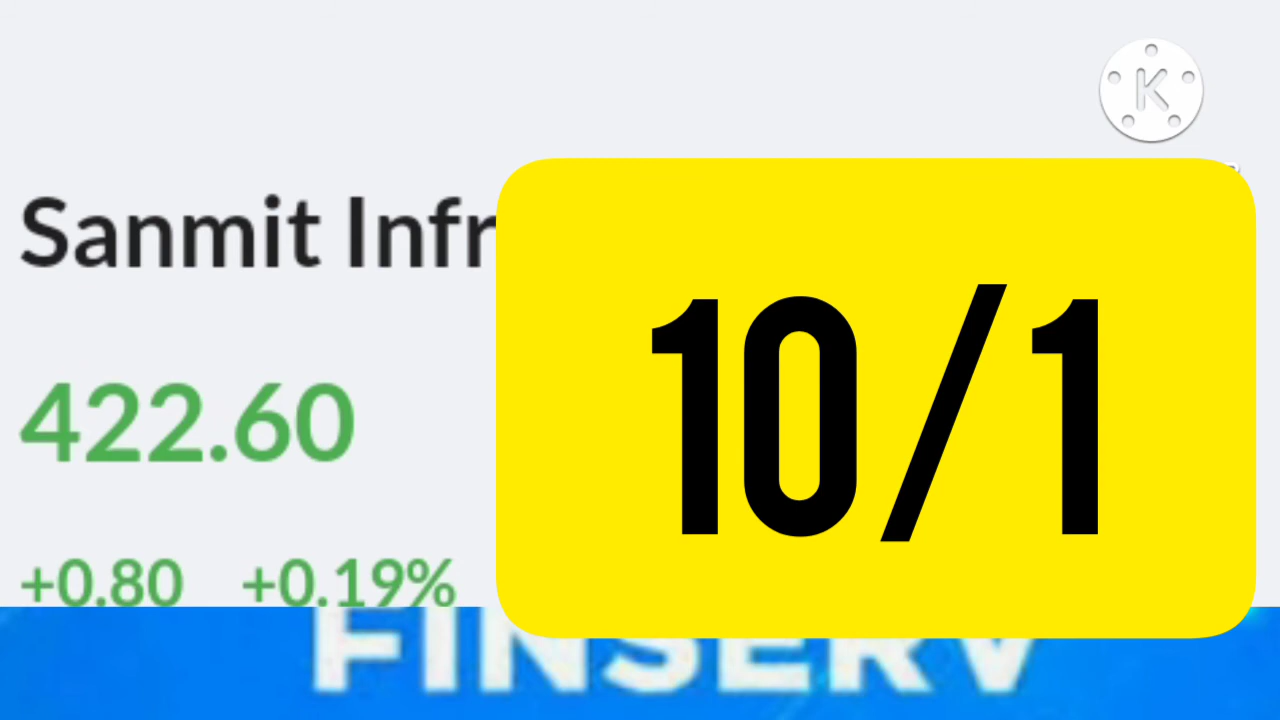 K
Sanmit Infr
10/1
422.60
+0.80 +0.19%
FINSERV